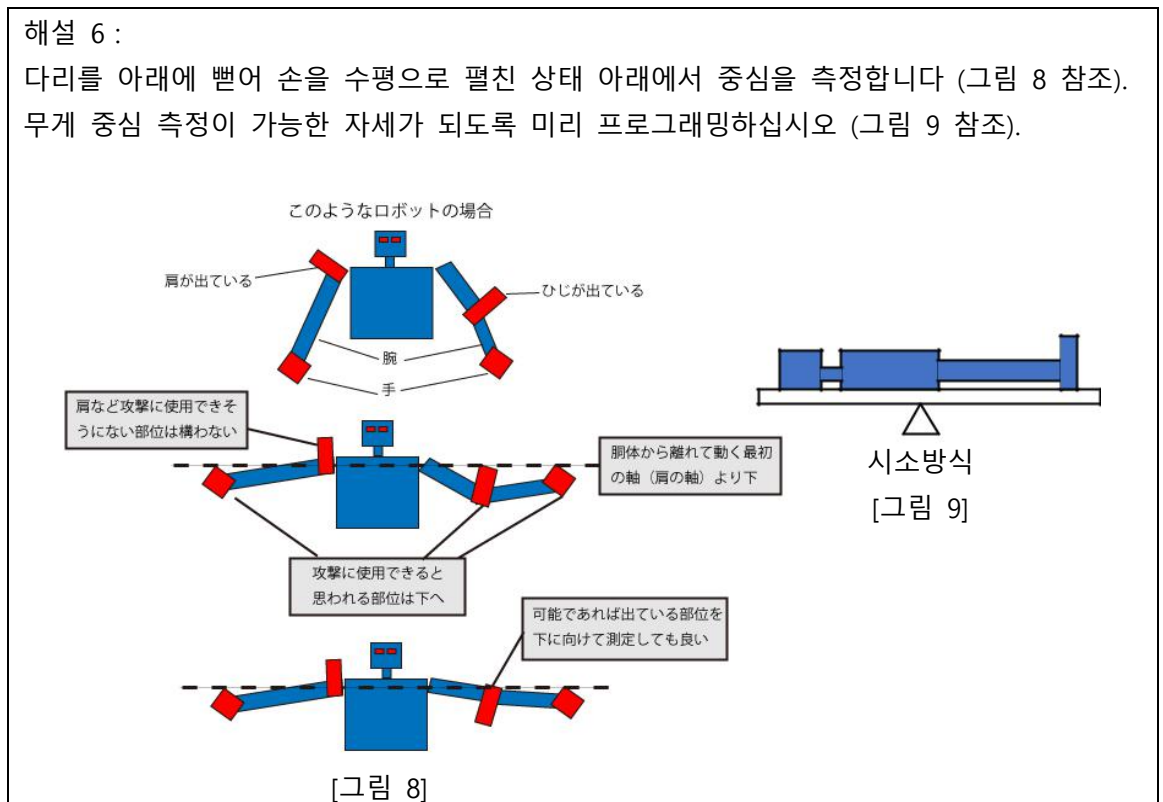 해설 6 :
다리를 아래에 뻗어 손을 수평으로 펼친 상태 아래에서 중심을 측정합니다 (그림 8 참조).
무게 중심 측정이 가능한 자세가 되도록 미리 프로그래밍하십시오 (그림 9 참조).
このようなロボットの場合
肩が出ている
ひじが出ている
腕
手
肩など攻撃に使用できそ
うにない部位は構わない
胴体から離れて動く最初
の軸（肩の軸）より下
攻撃に使用できると
思われる部位は下へ
可能であれば出ている部位を
下に向けて測定しても良い
[그림 8]
시소방식
[그림 9]